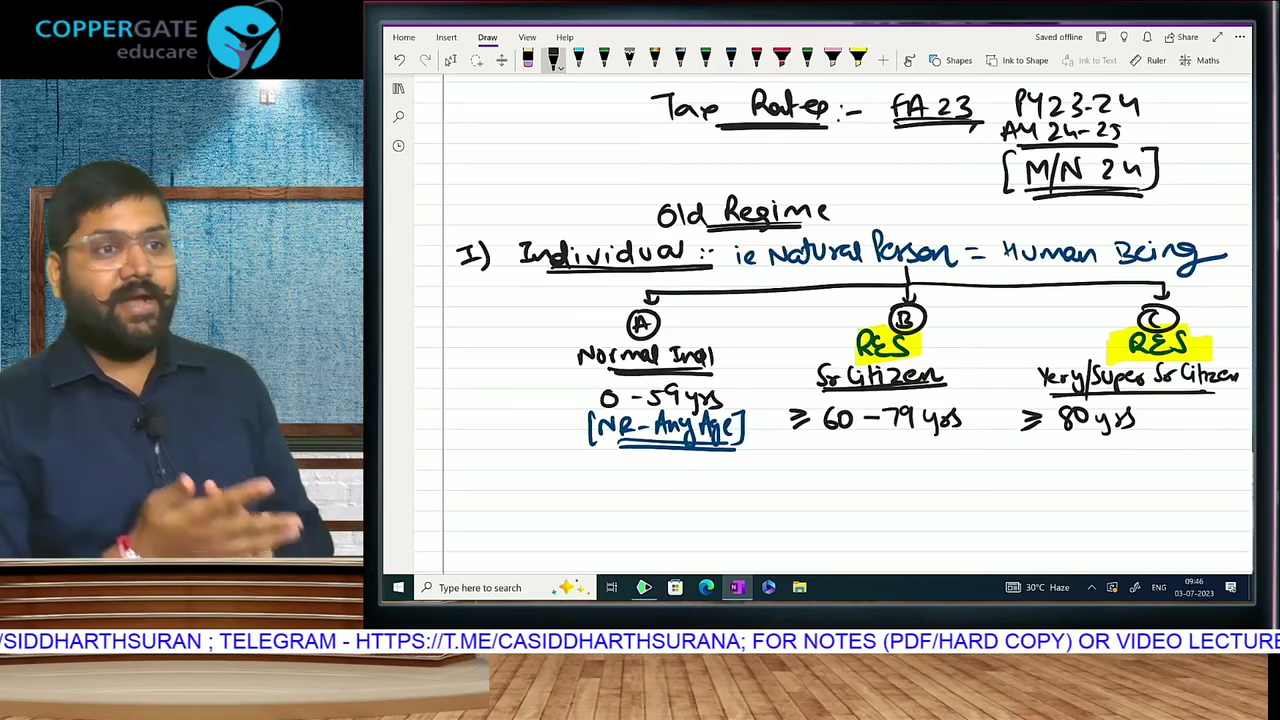 COPPERGATE
educare
Home Insert Draw View Help
Saved offline
Share
Shapes
Ink to Shape
Ink to Text
Ruler
Maths
Tax Rates :- FA 23 PY 23-24
AY 24-25
[M/N 24]
Old Regime
I) Individual :- ie Natural Person = Human Being
A B C
RES RES
Normal Indl Sr Citizen Very/Super Sr Citizen
0 - 59 yrs
[NR - Any Age] ≥ 60 - 79 yrs ≥ 80 yrs
Type here to search
30°C Haze
ENG
09:46
03-07-2023
/SIDDHARTHSURAN ; TELEGRAM - HTTPS://T.ME/CASIDDHARTHSURANA; FOR NOTES (PDF/HARD COPY) OR VIDEO LECTURE